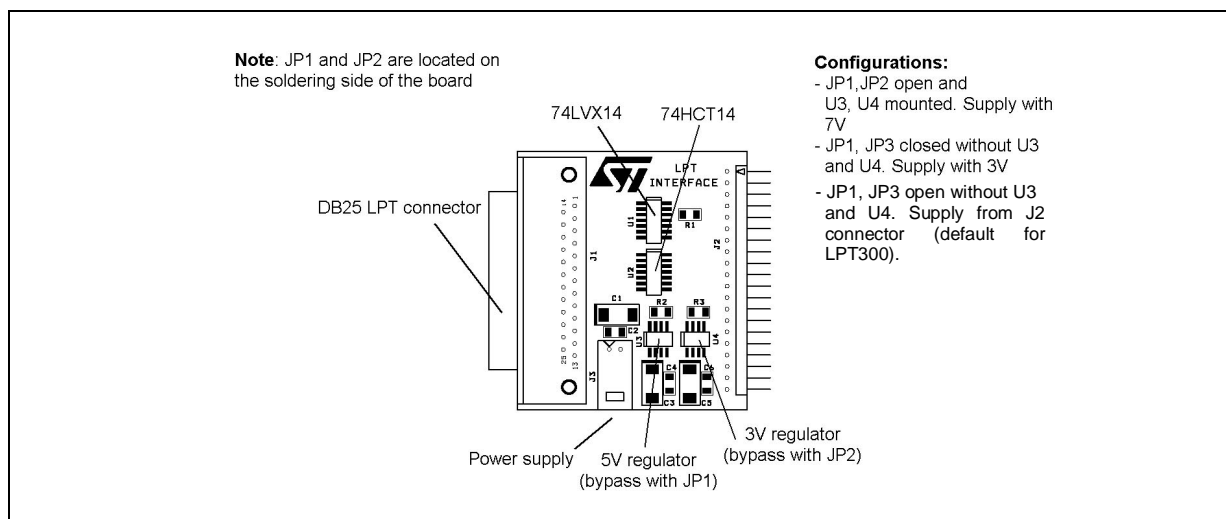 Note: JP1 and JP2 are located on
the soldering side of the board
Configurations:
- JP1,JP2 open and
U3, U4 mounted. Supply with
7V
- JP1, JP3 closed without U3
and U4. Supply with 3V
- JP1, JP3 open without U3
and U4. Supply from J2
connector (default for
LPT300).
74LVX14
74HCT14
LPT
INTERFACE
DB25 LPT connector
14
1
U1
R1
J1
J2
U2
C1
R2
R3
C2
U3
U4
25
13
J3
C4
C6
C3
C5
Power supply
5V regulator
(bypass with JP1)
3V regulator
(bypass with JP2)